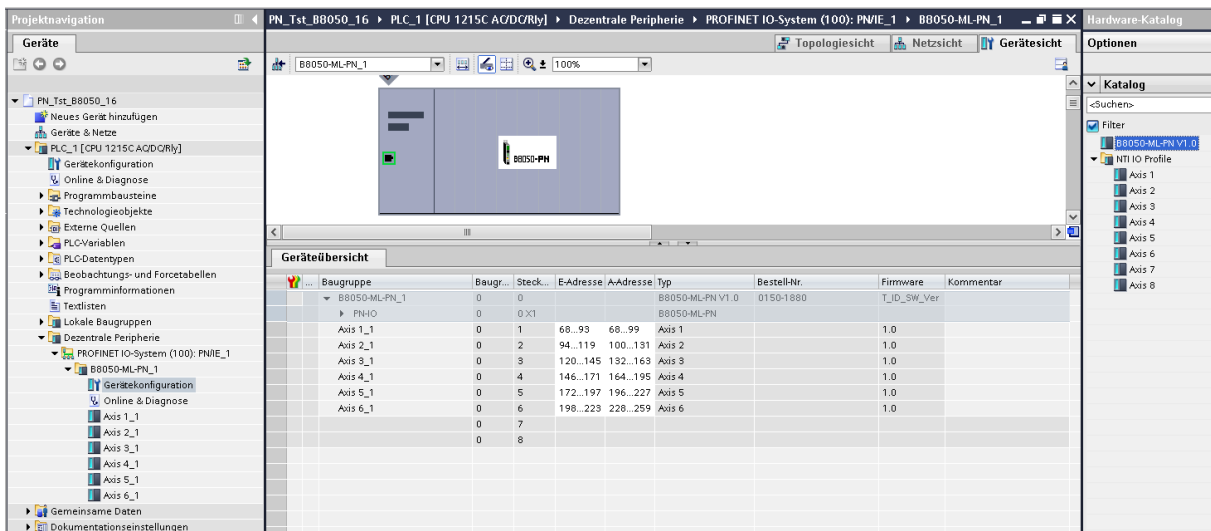 Projektnavigation
Geräte
PN_Tst_B8050_16
Neues Gerät hinzufügen
Geräte & Netze
PLC_1 [CPU 1215C AC/DC/Rly]
Gerätekonfiguration
Online & Diagnose
Programmbausteine
Technologieobjekte
Externe Quellen
PLC-Variablen
PLC-Datentypen
Beobachtungs- und Forcetabellen
Programminformationen
Textlisten
Lokale Baugruppen
Dezentrale Peripherie
PROFINET IO-System (100): PN/IE_1
B8050-ML-PN_1
Gerätekonfiguration
Online & Diagnose
Axis 1_1
Axis 2_1
Axis 3_1
Axis 4_1
Axis 5_1
Axis 6_1
Gemeinsame Daten
Dokumentationseinstellungen
PN_Tst_B8050_16 PLC_1 [CPU 1215C AC/DC/Rly] Dezentrale Peripherie PROFINET IO-System (100): PN/IE_1 B8050-ML-PN_1
Topologiesicht Netzsicht Gerätesicht
B8050-ML-PN_1 100%
B8050-PN
Geräteübersicht
... Baugruppe Baugr... Steck... E-Adresse A-Adresse Typ Bestell-Nr. Firmware Kommentar
B8050-ML-PN_1 0 0 B8050-ML-PN V1.0 0150-1880 T_ID_SW_Ver
PN-IO 0 0 X1 B8050-ML-PN
Axis 1_1 0 1 68...93 68...99 Axis 1 1.0
Axis 2_1 0 2 94...119 100...131 Axis 2 1.0
Axis 3_1 0 3 120...145 132...163 Axis 3 1.0
Axis 4_1 0 4 146...171 164...195 Axis 4 1.0
Axis 5_1 0 5 172...197 196...227 Axis 5 1.0
Axis 6_1 0 6 198...223 228...259 Axis 6 1.0
0 7
0 8
Hardware-Katalog
Optionen
Katalog
<Suchen>
Filter
B8050-ML-PN V1.0
NTI IO Profile
Axis 1
Axis 2
Axis 3
Axis 4
Axis 5
Axis 6
Axis 7
Axis 8